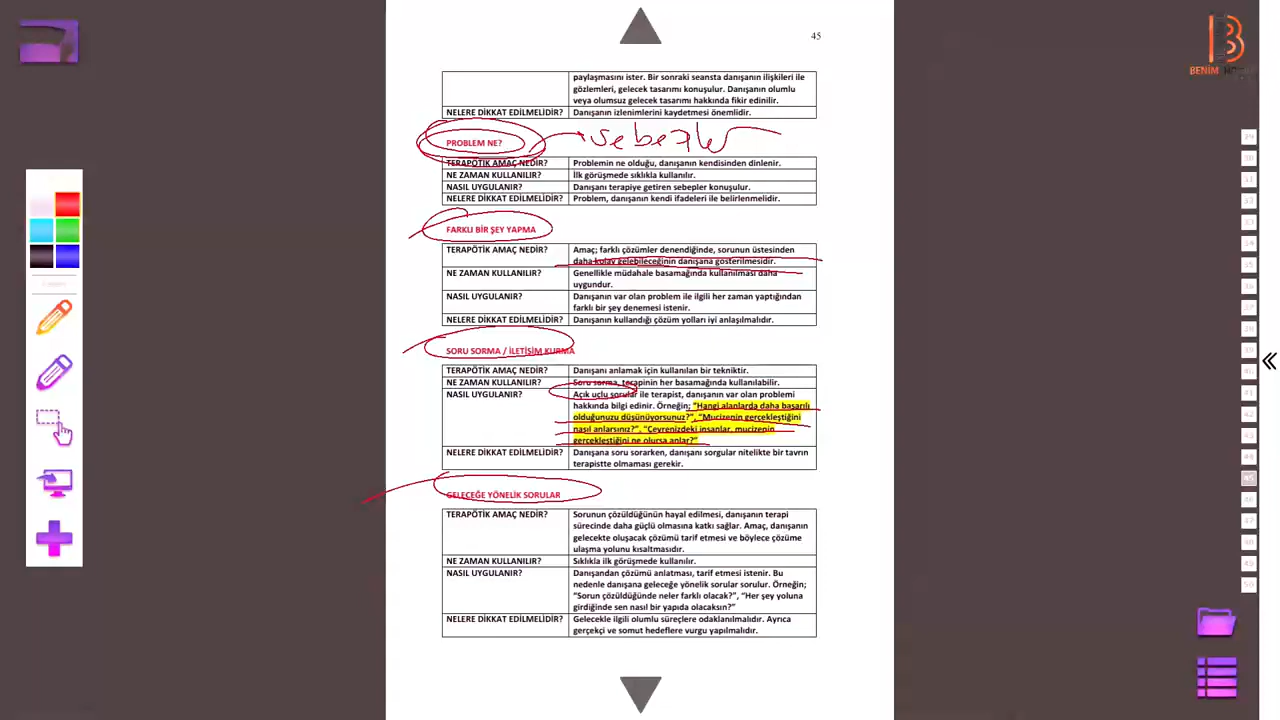 45
BENİM
paylaşmasını ister. Bir sonraki seansta danışanın ilişkileri ile
gözlemleri, gelecek tasarımı konuşulur. Danışanın olumlu
veya olumsuz gelecek tasarımı hakkında fikir edinilir.
NELERE DİKKAT EDİLMELİDİR? Danışanın izlenimlerini kaydetmesi önemlidir.
PROBLEM NE? sebepler
TERAPÖTİK AMAÇ NEDİR? Problemin ne olduğu, danışanın kendisinden dinlenir.
NE ZAMAN KULLANILIR? İlk görüşmede sıklıkla kullanılır.
NASIL UYGULANIR? Danışanı terapiye getiren sebepler konuşulur.
NELERE DİKKAT EDİLMELİDİR? Problem, danışanın kendi ifadeleri ile belirlenmelidir.
FARKLI BİR ŞEY YAPMA
TERAPÖTİK AMAÇ NEDİR? Amaç; farklı çözümler denendiğinde, sorunun üstesinden
daha kolay gelebileceğinin danışana gösterilmesidir.
NE ZAMAN KULLANILIR? Genellikle müdahale basamağında kullanılması daha
uygundur.
NASIL UYGULANIR? Danışanın var olan problem ile ilgili her zaman yaptığından
farklı bir şey denemesi istenir.
NELERE DİKKAT EDİLMELİDİR? Danışanın kullandığı çözüm yolları iyi anlaşılmalıdır.
SORU SORMA / İLETİŞİM KURMA
TERAPÖTİK AMAÇ NEDİR? Danışanı anlamak için kullanılan bir tekniktir.
NE ZAMAN KULLANILIR? Soru sorma, terapinin her basamağında kullanılabilir.
NASIL UYGULANIR? Açık uçlu sorular ile terapist, danışanın var olan problemi
hakkında bilgi edinir. Örneğin; “Hangi alanlarda daha başarılı
olduğunuzu düşünüyorsunuz?”, “Mucizenin gerçekleştiğini
nasıl anlarsınız?”, “Çevrenizdeki insanlar, mucizenin
gerçekleştiğini ne olursa anlar?”
NELERE DİKKAT EDİLMELİDİR? Danışana soru sorarken, danışanı sorgular nitelikte bir tavrın
terapistte olmaması gerekir.
GELECEĞE YÖNELİK SORULAR
TERAPÖTİK AMAÇ NEDİR? Sorunun çözüldüğünün hayal edilmesi, danışanın terapi
sürecinde daha güçlü olmasına katkı sağlar. Amaç, danışanın
gelecekte oluşacak çözümü tarif etmesi ve böylece çözüme
ulaşma yolunu kısaltmasıdır.
NE ZAMAN KULLANILIR? Sıklıkla ilk görüşmede kullanılır.
NASIL UYGULANIR? Danışandan çözümü anlatması, tarif etmesi istenir. Bu
nedenle danışana geleceğe yönelik sorular sorulur. Örneğin;
“Sorun çözüldüğünde neler farklı olacak?”, “Her şey yoluna
girdiğinde sen nasıl bir yapıda olacaksın?”
NELERE DİKKAT EDİLMELİDİR? Gelecekle ilgili olumlu süreçlere odaklanılmalıdır. Ayrıca
gerçekçi ve somut hedeflere vurgu yapılmalıdır.